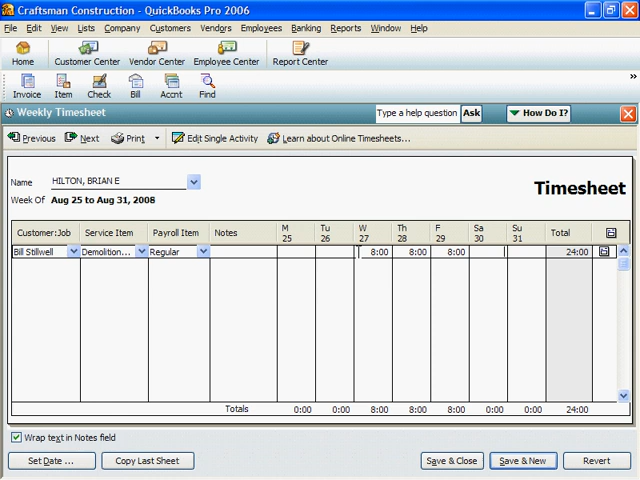 Craftsman Construction - QuickBooks Pro 2006
File Edit View Lists Company Customers Vendors Employees Banking Reports Window Help
Home Customer Center Vendor Center Employee Center Report Center
Invoice Item Check Bill Accnt Find
Weekly Timesheet Type a help question Ask How Do I?
Previous Next Print Edit Single Activity Learn about Online Timesheets...
Name HILTON, BRIAN E
Timesheet
Week Of Aug 25 to Aug 31, 2008
Customer:Job Service Item Payroll Item Notes M 25 Tu 26 W 27 Th 28 F 29 Sa 30 Su 31 Total
Bill Stillwell Demolition... Regular 8:00 8:00 8:00 24:00
Totals 0:00 0:00 8:00 8:00 8:00 0:00 0:00 24:00
Wrap text in Notes field
Set Date ... Copy Last Sheet Save & Close Save & New Revert